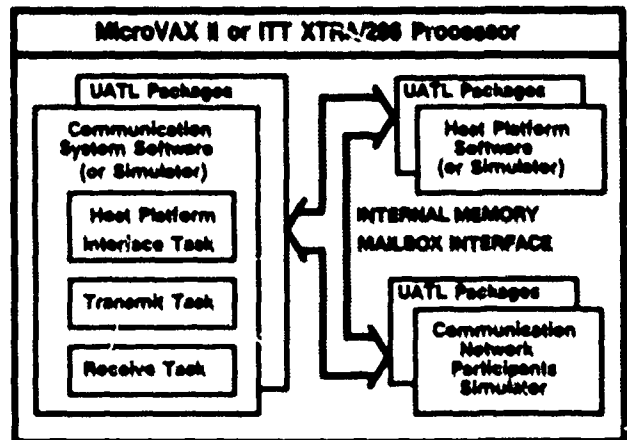 MicroVAX II or ITT XTRA/286 Processor
UATL Packages
Communication
System Software
(or Simulator)
Host Platform
Interface Task
Transmit Task
Receive Task
UATL Packages
Host Platform
Software
(or Simulator)
INTERNAL MEMORY
MAILBOX INTERFACE
UATL Packages
Communication
Network
Participants
Simulator